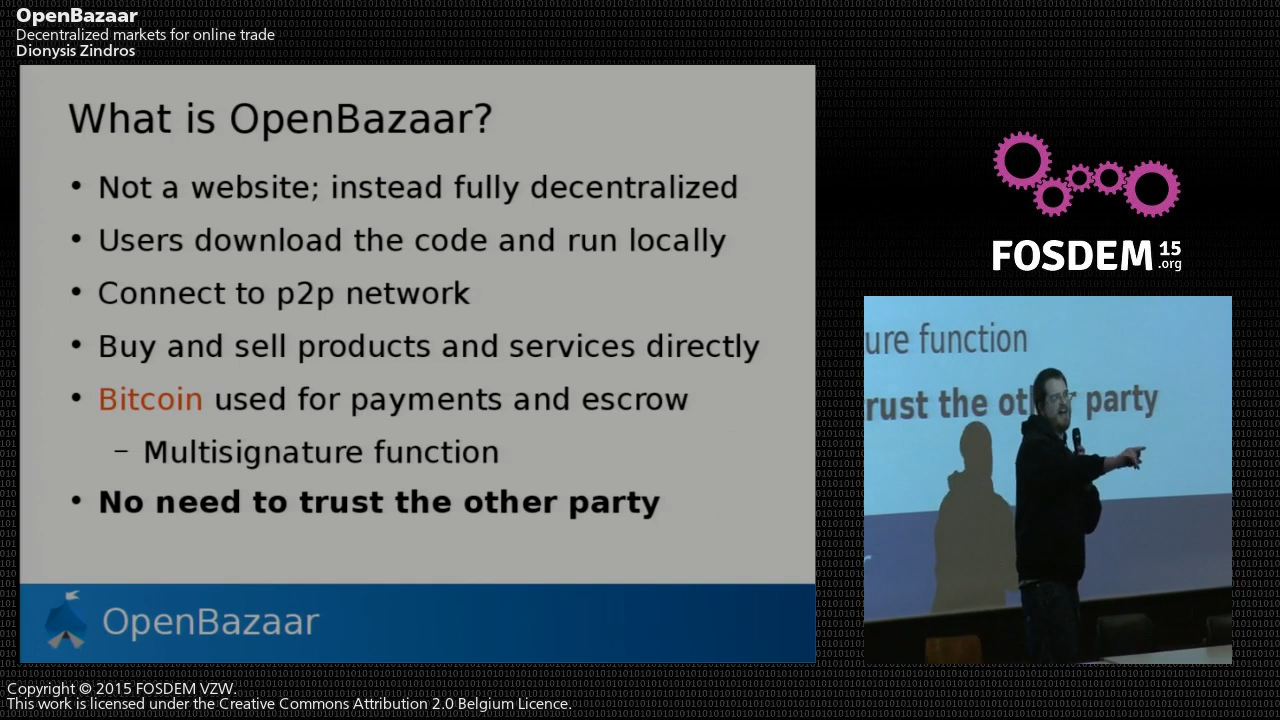 OpenBazaar
Decentralized markets for online trade
Dionysis Zindros
What is OpenBazaar?
• Not a website; instead fully decentralized
• Users download the code and run locally
• Connect to p2p network
• Buy and sell products and services directly
• Bitcoin used for payments and escrow
– Multisignature function
• No need to trust the other party
OpenBazaar
FOSDEM 15
.org
ure function
rust the oth party
Copyright © 2015 FOSDEM VZW.
This work is licensed under the Creative Commons Attribution 2.0 Belgium Licence.